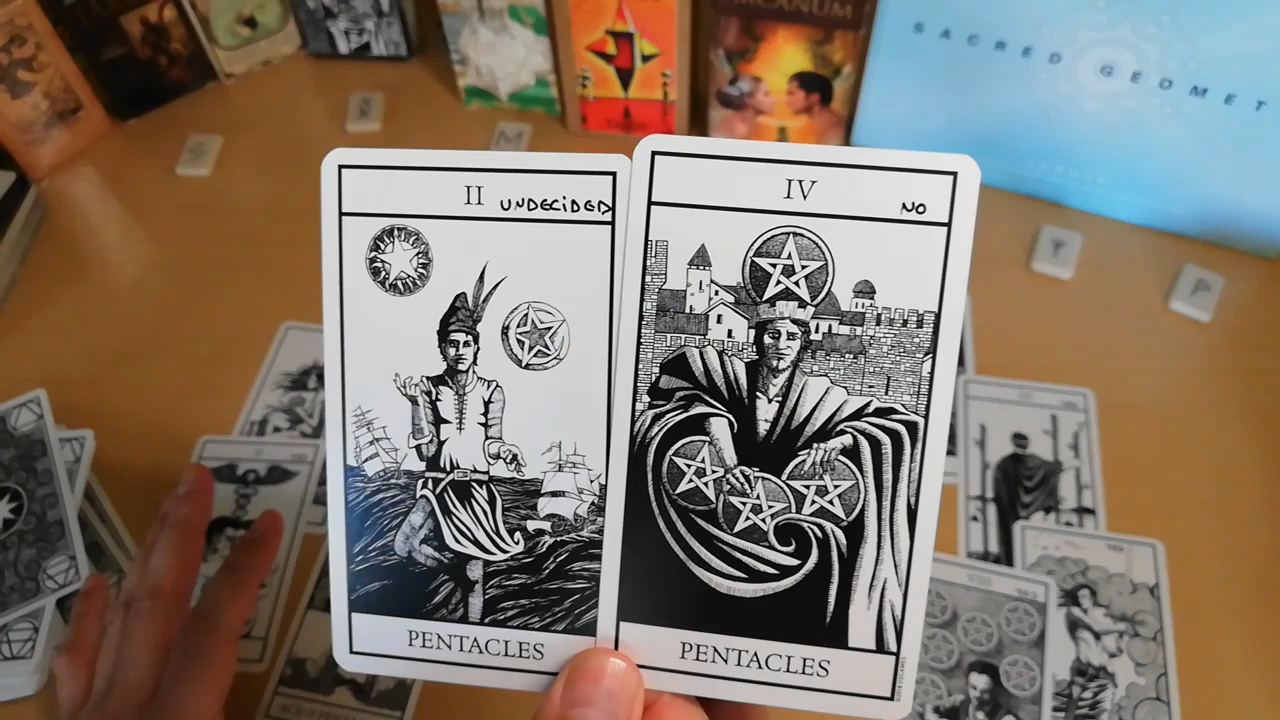 ARCANUM
SACRED GEOMET
M
P
II UNDECIDED
IV NO
PENTACLES
PENTACLES